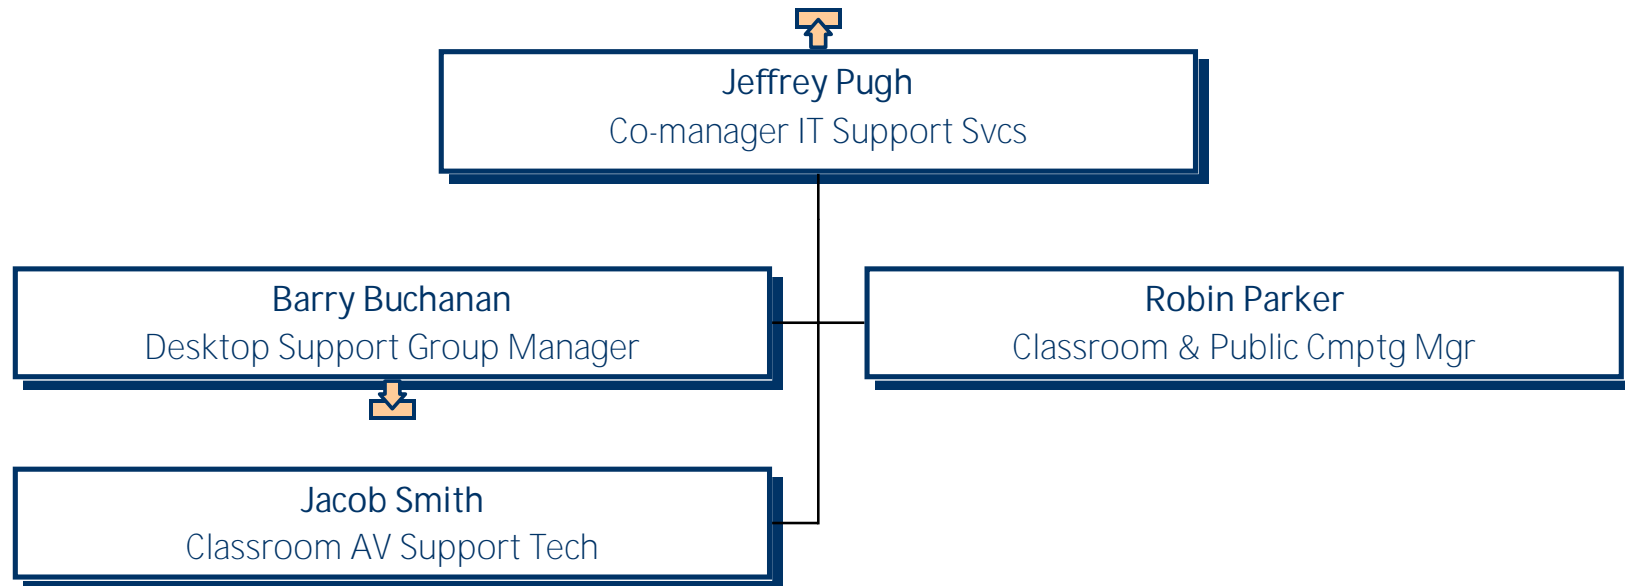 Jeffrey Pugh
Co-manager IT Support Svcs
Barry Buchanan
Desktop Support Group Manager
Robin Parker
Classroom & Public Cmptg Mgr
Jacob Smith
Classroom AV Support Tech